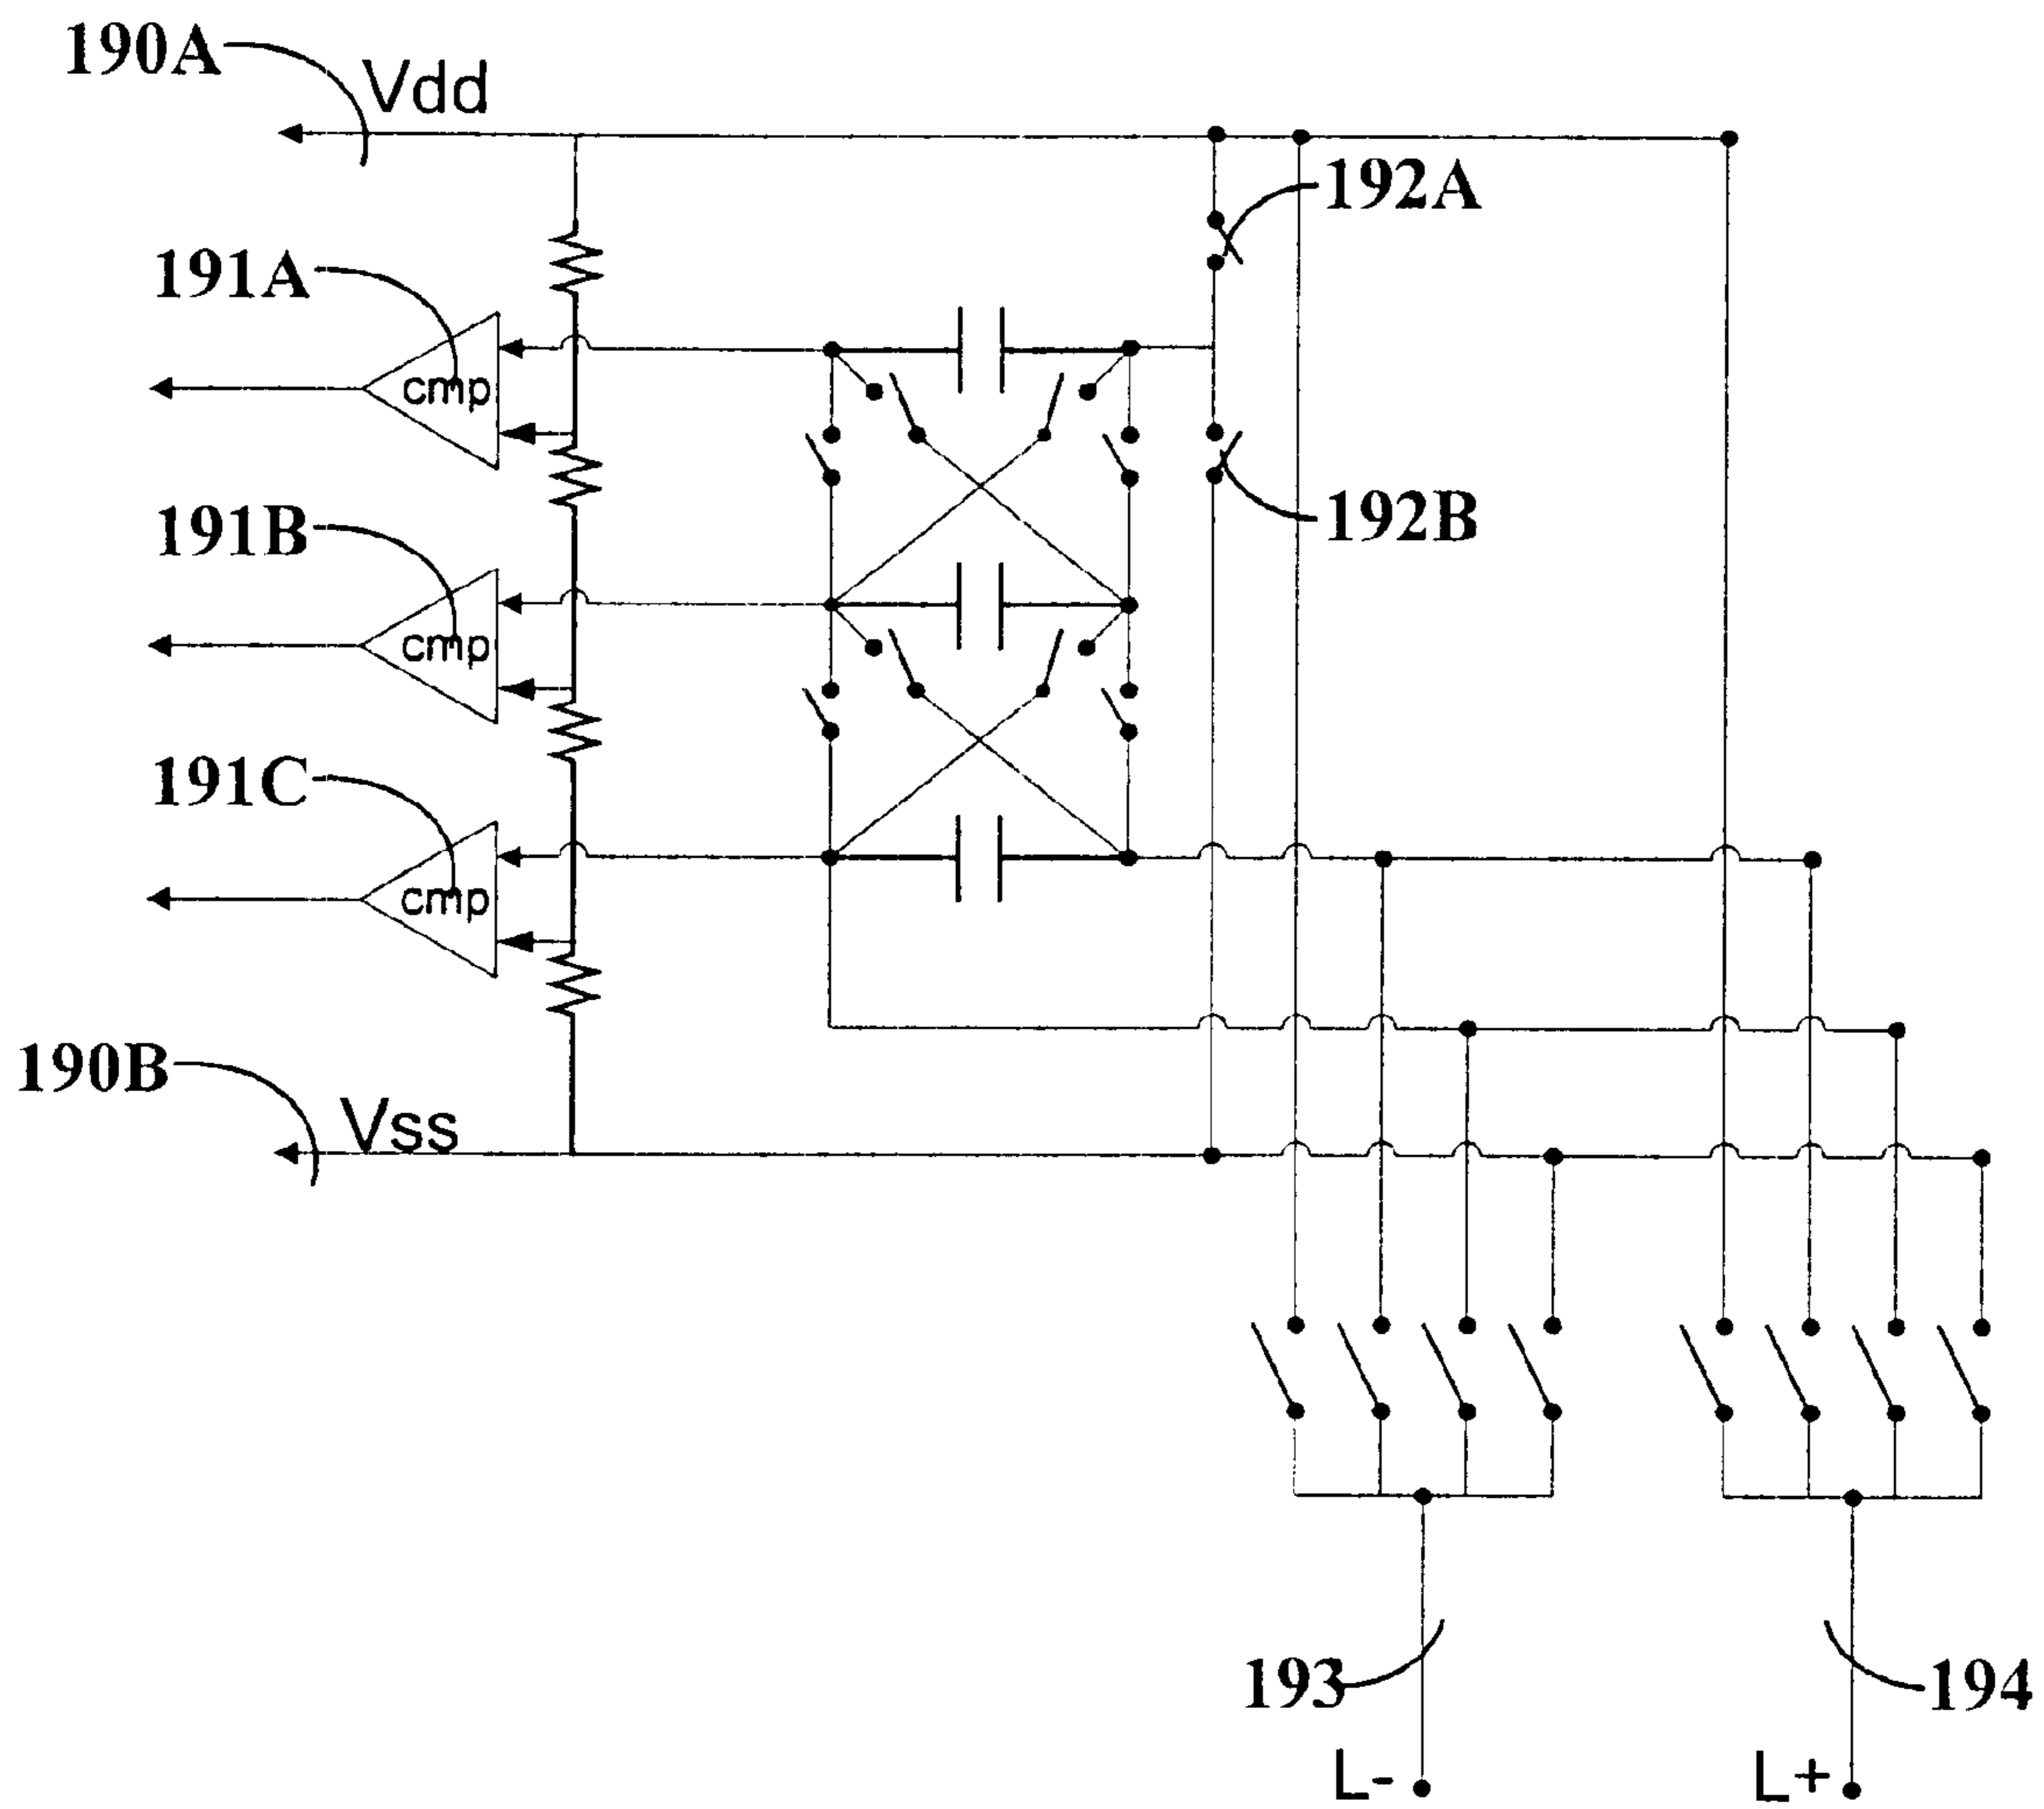 190A
Vdd
192A
191A
cmp
192B
191B
cmp
191C
cmp
190B
Vss
193
194
L-
L+